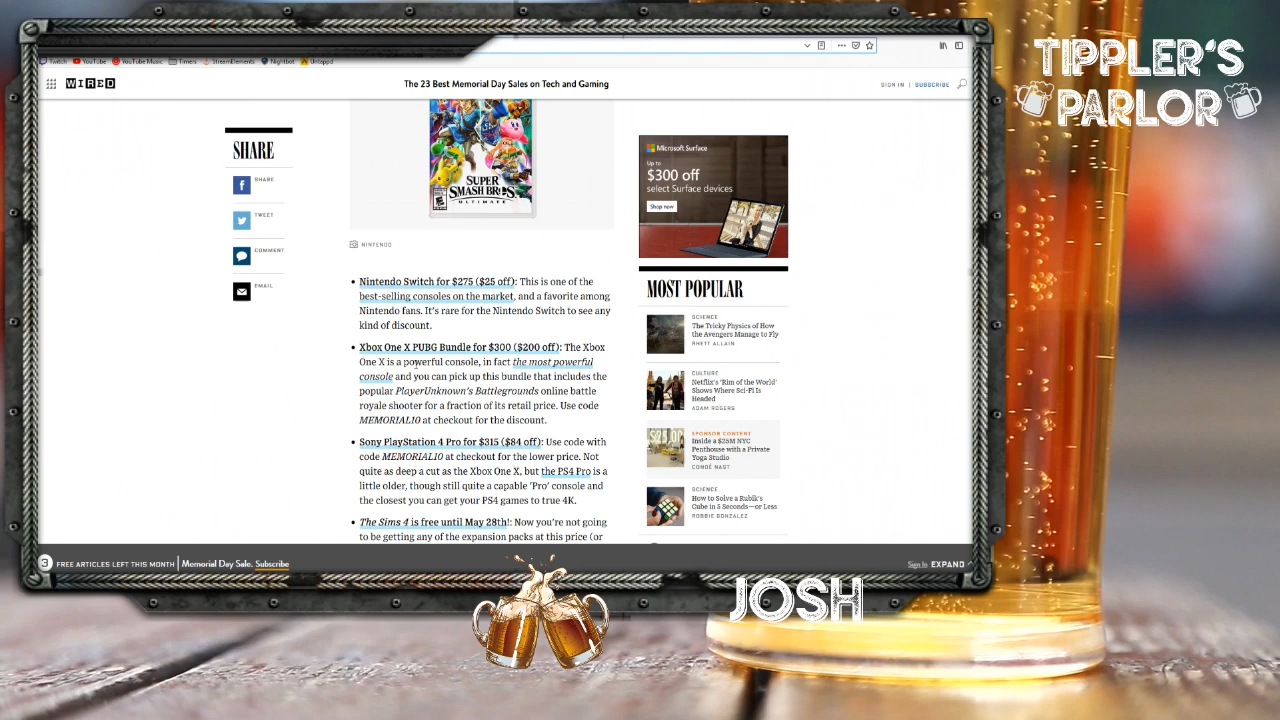 TIPPLER'S
PARLOR
Twitch YouTube YouTube Music Timers StreamElements Nightbot Untappd
WIRED
The 23 Best Memorial Day Sales on Tech and Gaming
SIGN IN | SUBSCRIBE
SHARE
SHARE
TWEET
COMMENT
EMAIL
SUPER
SMASH BROS.
ULTIMATE
NINTENDO
• Nintendo Switch for $275 ($25 off): This is one of the
best-selling consoles on the market, and a favorite among
Nintendo fans. It's rare for the Nintendo Switch to see any
kind of discount.
• Xbox One X PUBG Bundle for $300 ($200 off): The Xbox
One X is a powerful console, in fact the most powerful
console and you can pick up this bundle that includes the
popular PlayerUnknown's Battlegrounds online battle
royale shooter for a fraction of its retail price. Use code
MEMORIAL10 at checkout for the discount.
• Sony PlayStation 4 Pro for $315 ($84 off): Use code with
code MEMORIAL10 at checkout for the lower price. Not
quite as deep a cut as the Xbox One X, but the PS4 Pro is a
little older, though still quite a capable 'Pro' console and
the closest you can get your PS4 games to true 4K.
• The Sims 4 is free until May 28th!: Now you're not going
to be getting any of the expansion packs at this price (or
Microsoft Surface
Up to
$300 off
select Surface devices
Shop now
MOST POPULAR
SCIENCE
The Tricky Physics of How
the Avengers Manage to Fly
RHETT ALLAIN
CULTURE
Netflix's 'Rim of the World'
Shows Where Sci-Fi Is
Headed
ADAM ROGERS
SPONSOR CONTENT
Inside a $25M NYC
Penthouse with a Private
Yoga Studio
CONDÉ NAST
SCIENCE
How to Solve a Rubik's
Cube in 5 Seconds—or Less
ROBBIE GONZALEZ
3 FREE ARTICLES LEFT THIS MONTH | Memorial Day Sale. Subscribe
Sign In EXPAND
JOSH